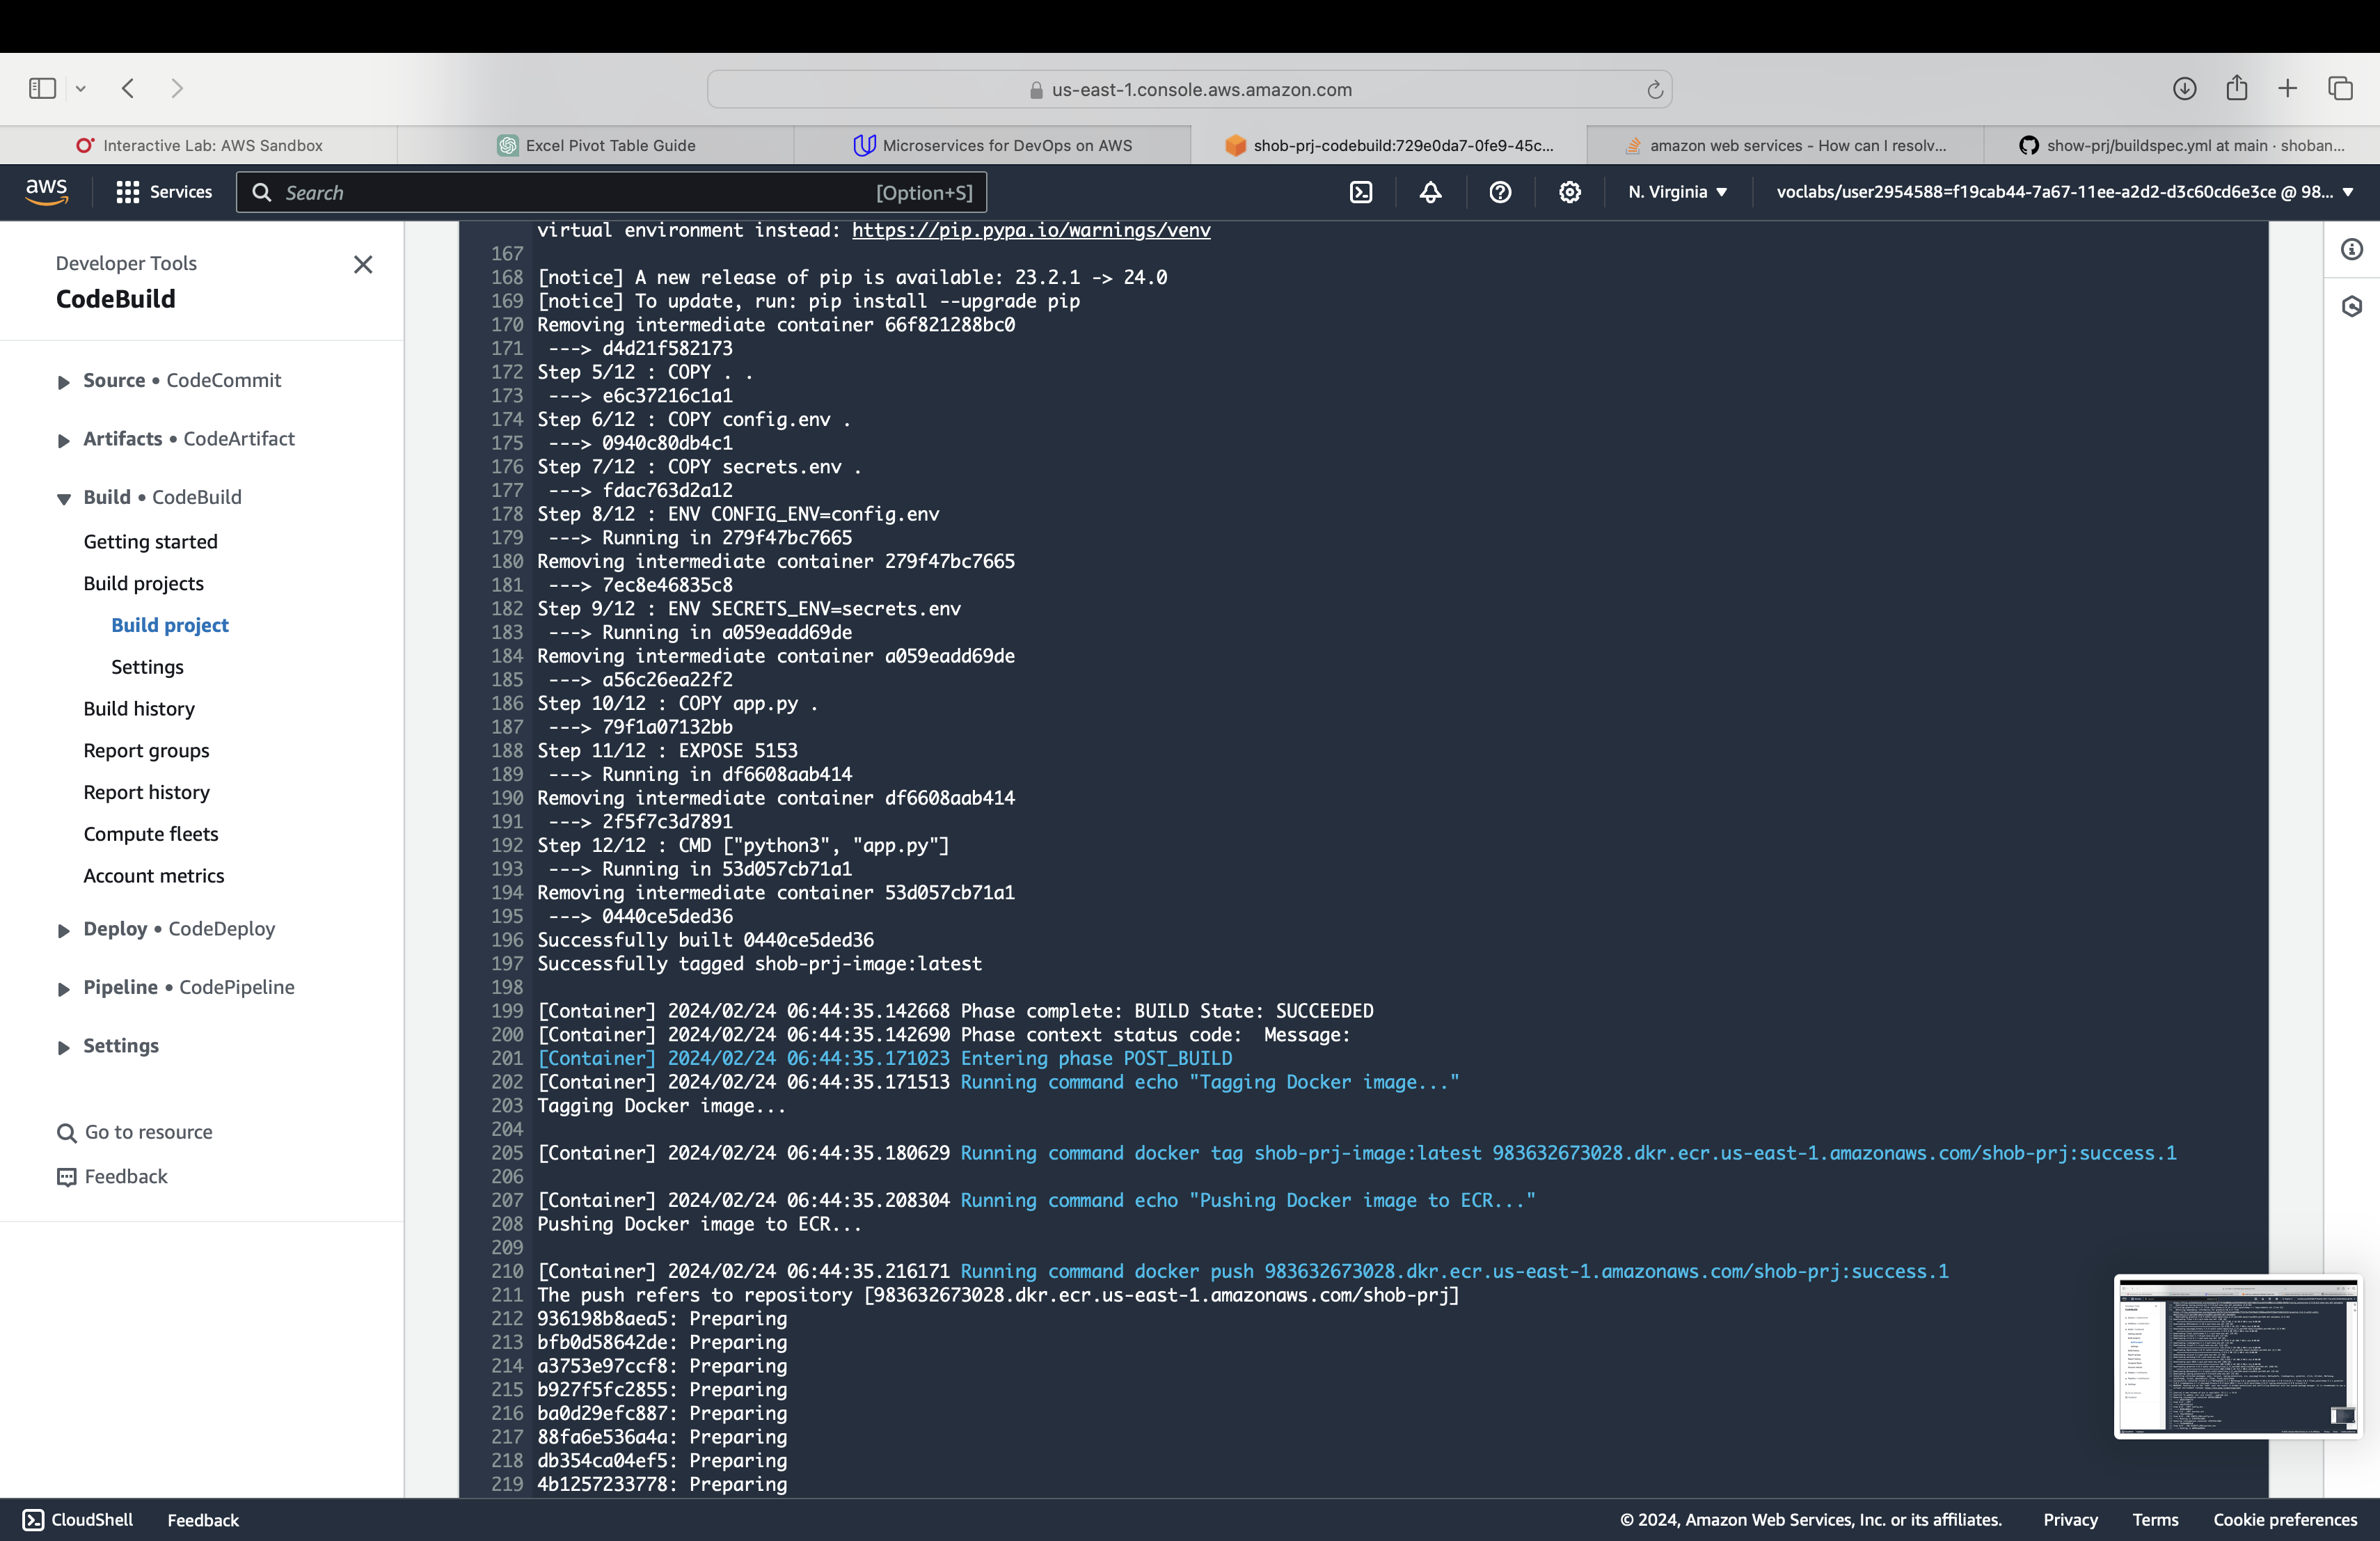 us-east-1.console.aws.amazon.com
Interactive Lab: AWS Sandbox
Excel Pivot Table Guide
Microservices for DevOps on AWS
shob-prj-codebuild:729e0da7-0fe9-45c...
amazon web services - How can I resolv...
show-prj/buildspec.yml at main · shoban...
aws
Services
Search
[Option+S]
N. Virginia
voclabs/user2954588=f19cab44-7a67-11ee-a2d2-d3c60cd6e3ce @ 98...
Developer Tools
CodeBuild
Source • CodeCommit
Artifacts • CodeArtifact
Build • CodeBuild
Getting started
Build projects
Build project
Settings
Build history
Report groups
Report history
Compute fleets
Account metrics
Deploy • CodeDeploy
Pipeline • CodePipeline
Settings
Go to resource
Feedback
virtual environment instead: https://pip.pypa.io/warnings/venv
167
168 [notice] A new release of pip is available: 23.2.1 -> 24.0
169 [notice] To update, run: pip install --upgrade pip
170 Removing intermediate container 66f821288bc0
171 ---> d4d21f582173
172 Step 5/12 : COPY . .
173 ---> e6c37216c1a1
174 Step 6/12 : COPY config.env .
175 ---> 0940c80db4c1
176 Step 7/12 : COPY secrets.env .
177 ---> fdac763d2a12
178 Step 8/12 : ENV CONFIG_ENV=config.env
179 ---> Running in 279f47bc7665
180 Removing intermediate container 279f47bc7665
181 ---> 7ec8e46835c8
182 Step 9/12 : ENV SECRETS_ENV=secrets.env
183 ---> Running in a059eadd69de
184 Removing intermediate container a059eadd69de
185 ---> a56c26ea22f2
186 Step 10/12 : COPY app.py .
187 ---> 79f1a07132bb
188 Step 11/12 : EXPOSE 5153
189 ---> Running in df6608aab414
190 Removing intermediate container df6608aab414
191 ---> 2f5f7c3d7891
192 Step 12/12 : CMD ["python3", "app.py"]
193 ---> Running in 53d057cb71a1
194 Removing intermediate container 53d057cb71a1
195 ---> 0440ce5ded36
196 Successfully built 0440ce5ded36
197 Successfully tagged shob-prj-image:latest
198
199 [Container] 2024/02/24 06:44:35.142668 Phase complete: BUILD State: SUCCEEDED
200 [Container] 2024/02/24 06:44:35.142690 Phase context status code:  Message:
201 [Container] 2024/02/24 06:44:35.171023 Entering phase POST_BUILD
202 [Container] 2024/02/24 06:44:35.171513 Running command echo "Tagging Docker image..."
203 Tagging Docker image...
204
205 [Container] 2024/02/24 06:44:35.180629 Running command docker tag shob-prj-image:latest 983632673028.dkr.ecr.us-east-1.amazonaws.com/shob-prj:success.1
206
207 [Container] 2024/02/24 06:44:35.208304 Running command echo "Pushing Docker image to ECR..."
208 Pushing Docker image to ECR...
209
210 [Container] 2024/02/24 06:44:35.216171 Running command docker push 983632673028.dkr.ecr.us-east-1.amazonaws.com/shob-prj:success.1
211 The push refers to repository [983632673028.dkr.ecr.us-east-1.amazonaws.com/shob-prj]
212 936198b8aea5: Preparing
213 bfb0d58642de: Preparing
214 a3753e97ccf8: Preparing
215 b927f5fc2855: Preparing
216 ba0d29efc887: Preparing
217 88fa6e536a4a: Preparing
218 db354ca04ef5: Preparing
219 4b1257233778: Preparing
CloudShell
Feedback
© 2024, Amazon Web Services, Inc. or its affiliates.
Privacy
Terms
Cookie preferences